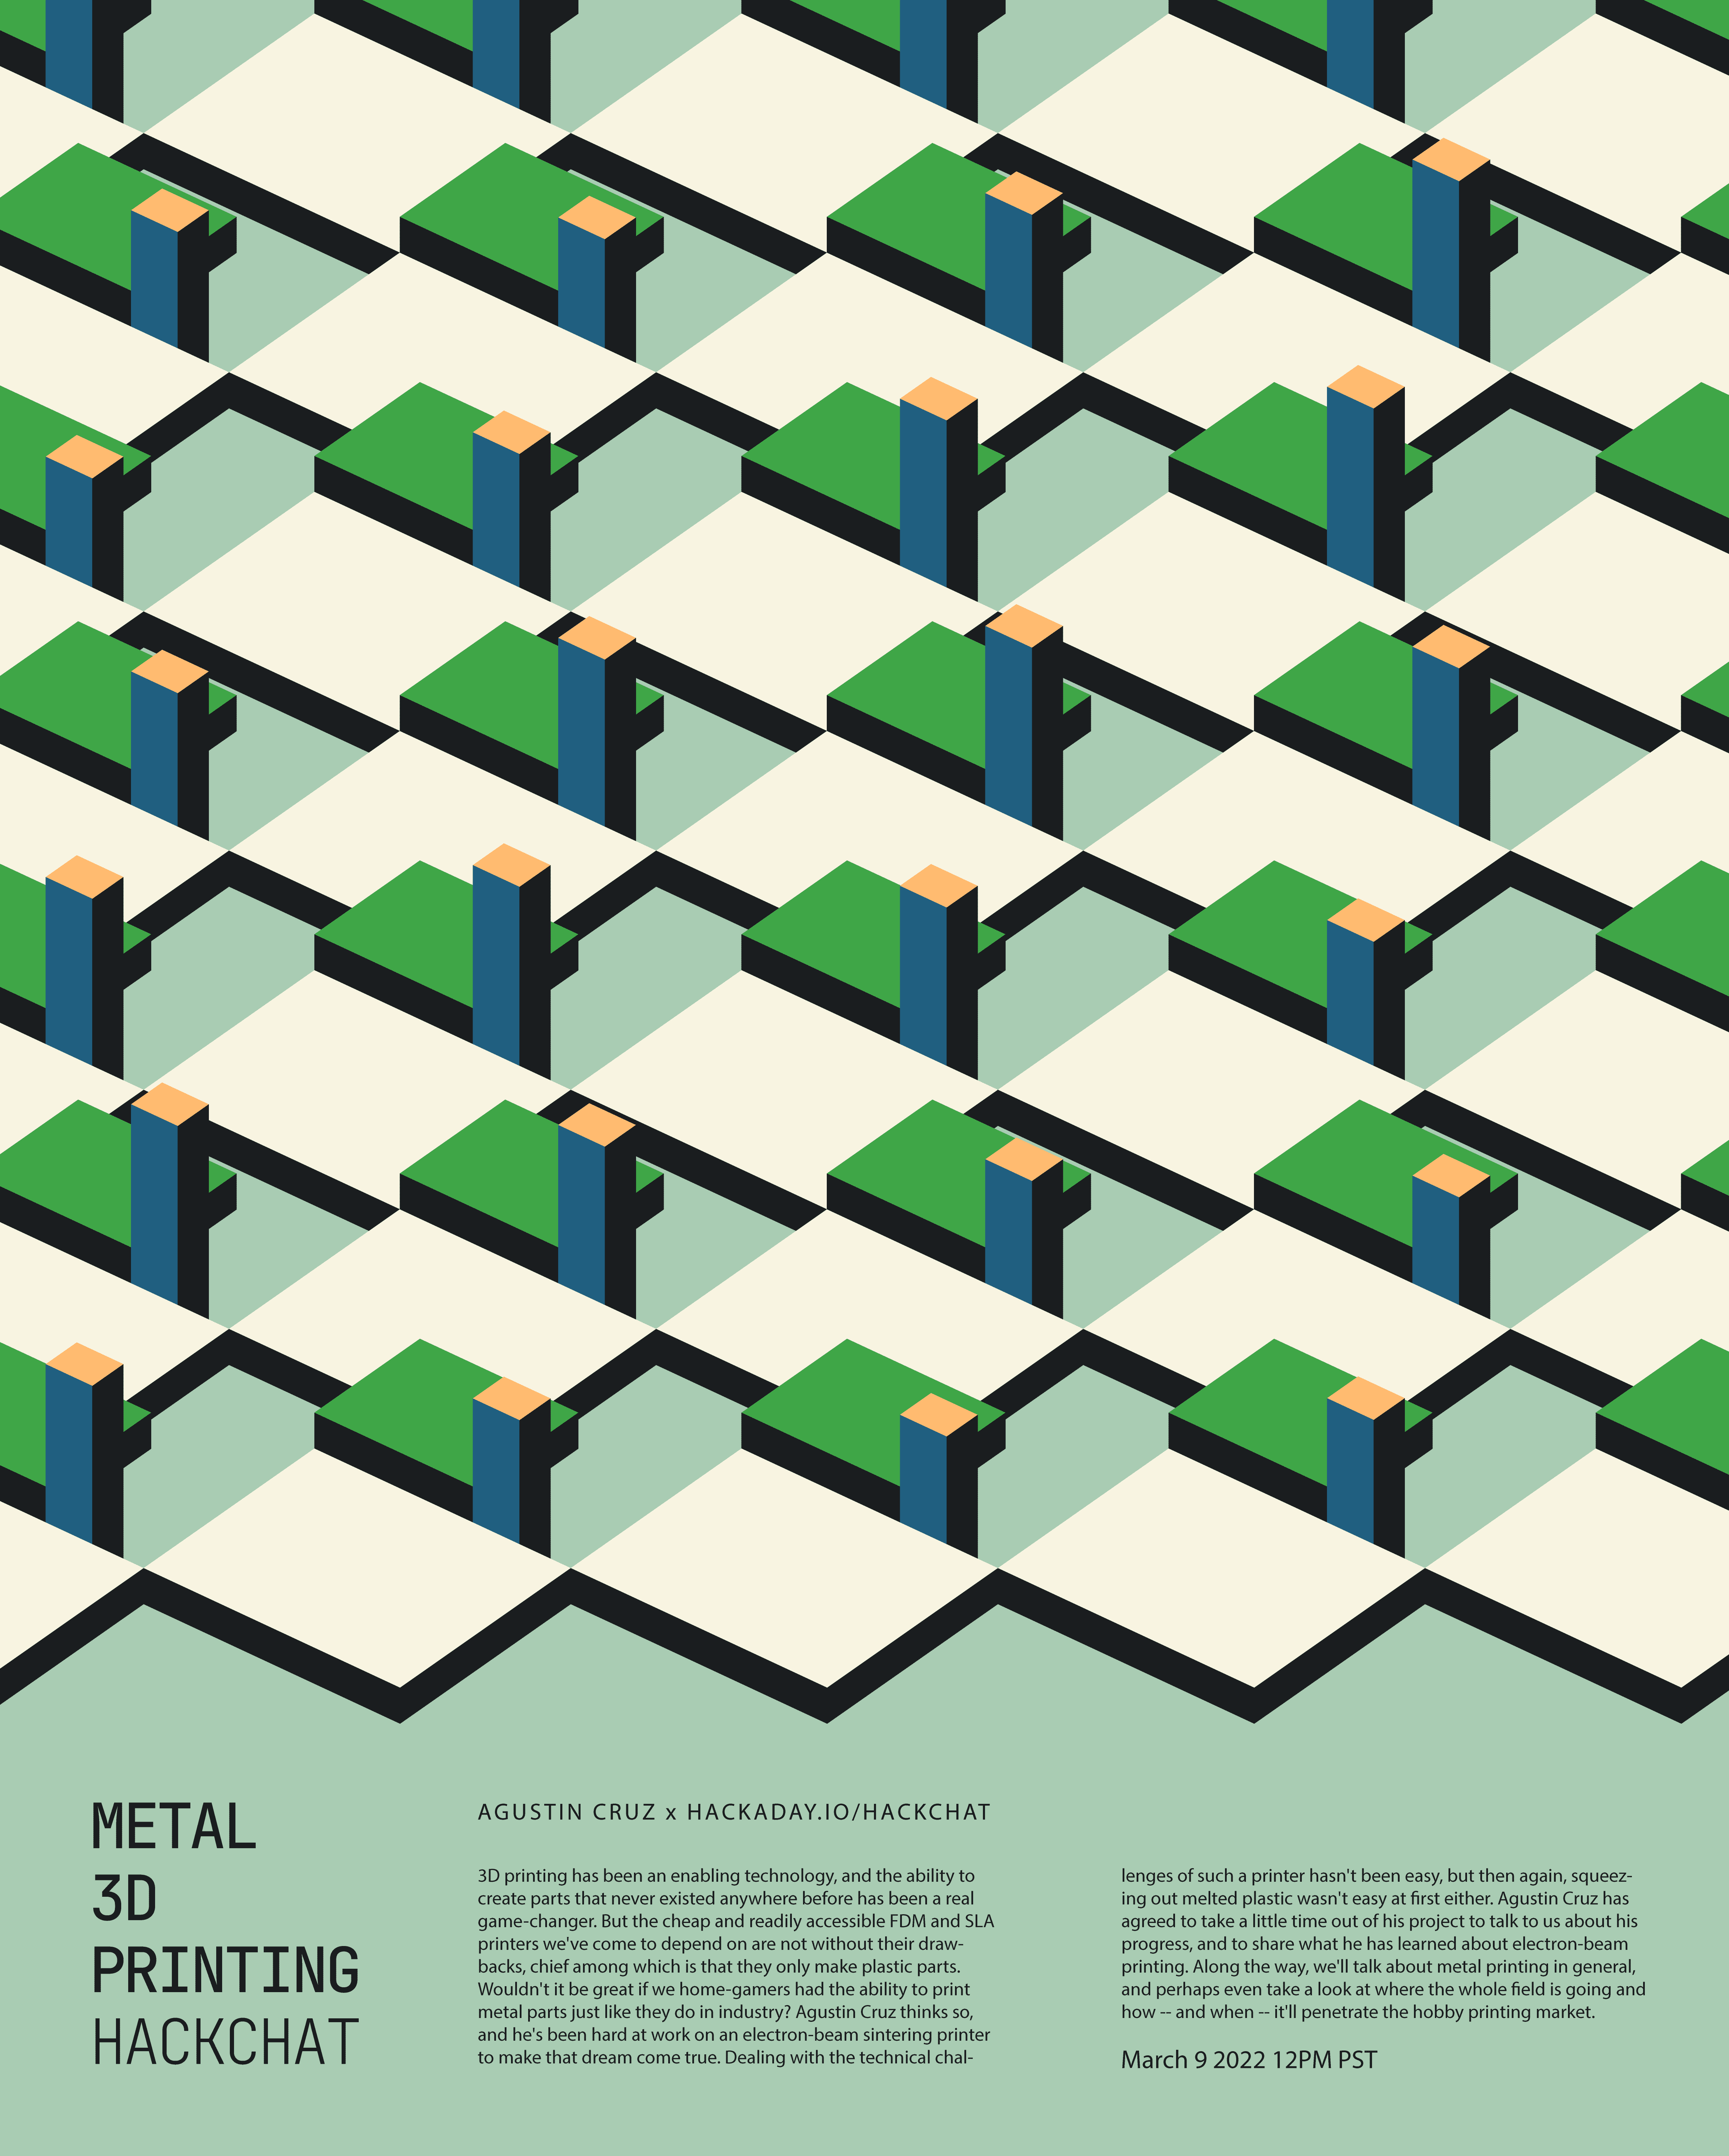 METAL
3D
PRINTING
HACKCHAT
AGUSTIN CRUZ x HACKADAY.IO/HACKCHAT
3D printing has been an enabling technology, and the ability to
create parts that never existed anywhere before has been a real
game-changer. But the cheap and readily accessible FDM and SLA
printers we've come to depend on are not without their draw-
backs, chief among which is that they only make plastic parts.
Wouldn't it be great if we home-gamers had the ability to print
metal parts just like they do in industry? Agustin Cruz thinks so,
and he's been hard at work on an electron-beam sintering printer
to make that dream come true. Dealing with the technical chal-
lenges of such a printer hasn't been easy, but then again, squeez-
ing out melted plastic wasn't easy at first either. Agustin Cruz has
agreed to take a little time out of his project to talk to us about his
progress, and to share what he has learned about electron-beam
printing. Along the way, we'll talk about metal printing in general,
and perhaps even take a look at where the whole field is going and
how -- and when -- it'll penetrate the hobby printing market.
March 9 2022 12PM PST